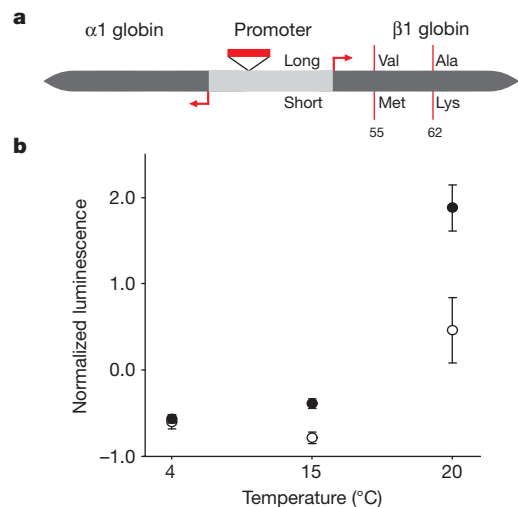 a
α1 globin Promoter β1 globin
Long Val Ala
Short Met Lys
55 62
b
Normalized luminescence
2.0
1.0
0.0
−1.0
4 15 20
Temperature (°C)